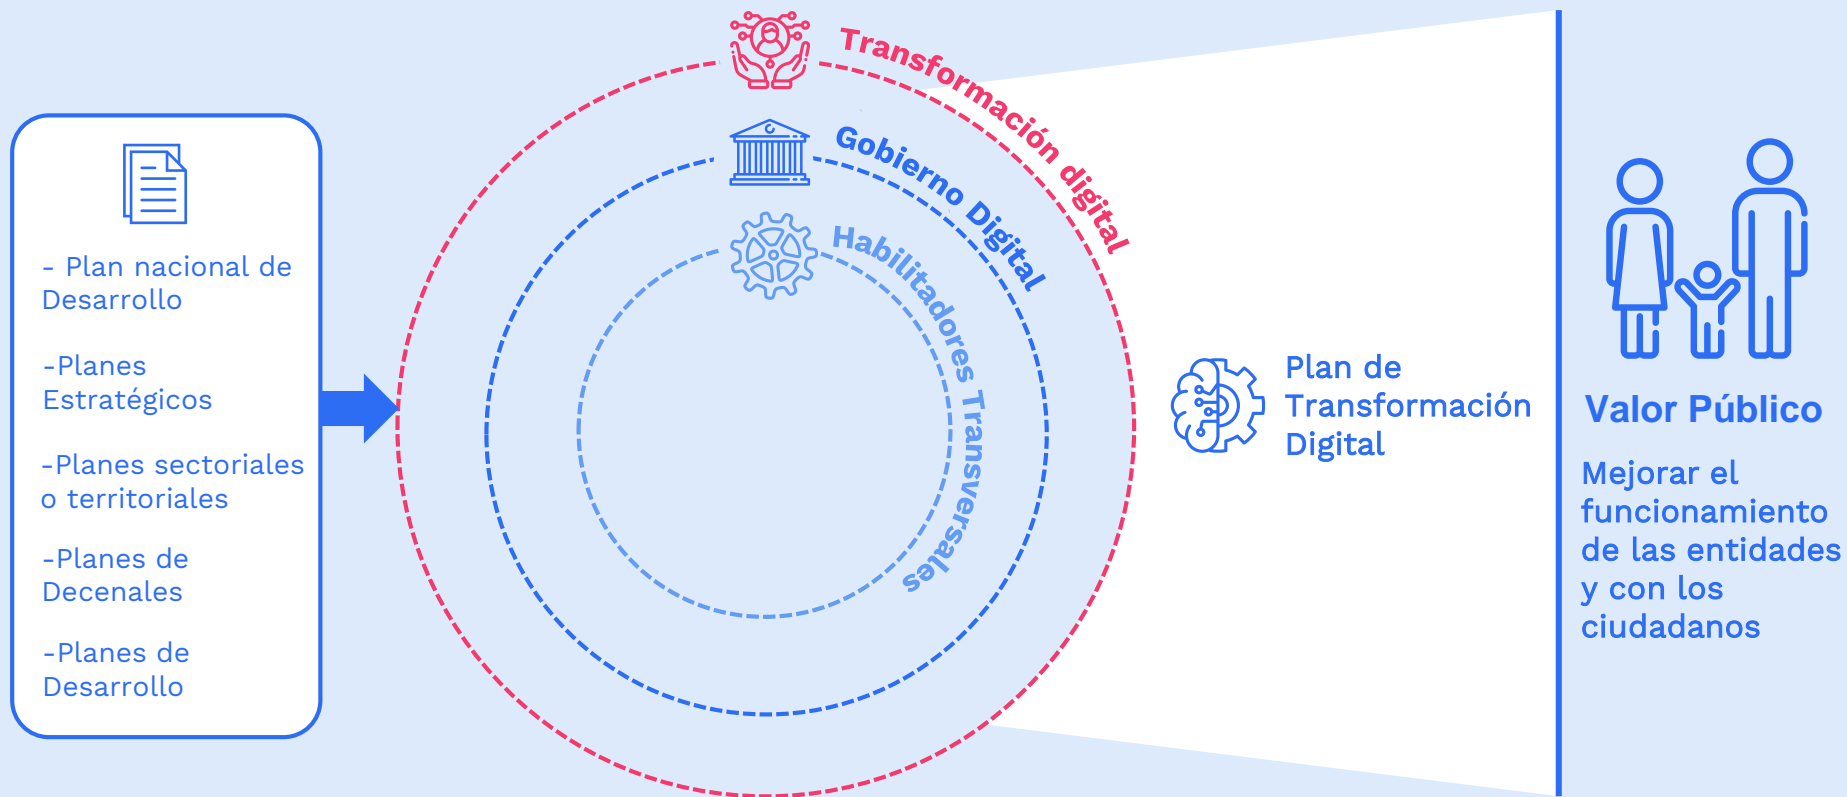 - Plan nacional de
Desarrollo
-Planes
Estratégicos
-Planes sectoriales
o territoriales
-Planes de
Decenales
-Planes de
Desarrollo
Transformación digital
Gobierno Digital
Habilitadores Transversales
Plan de
Transformación
Digital
Valor Público
Mejorar el
funcionamiento
de las entidades
y con los
ciudadanos